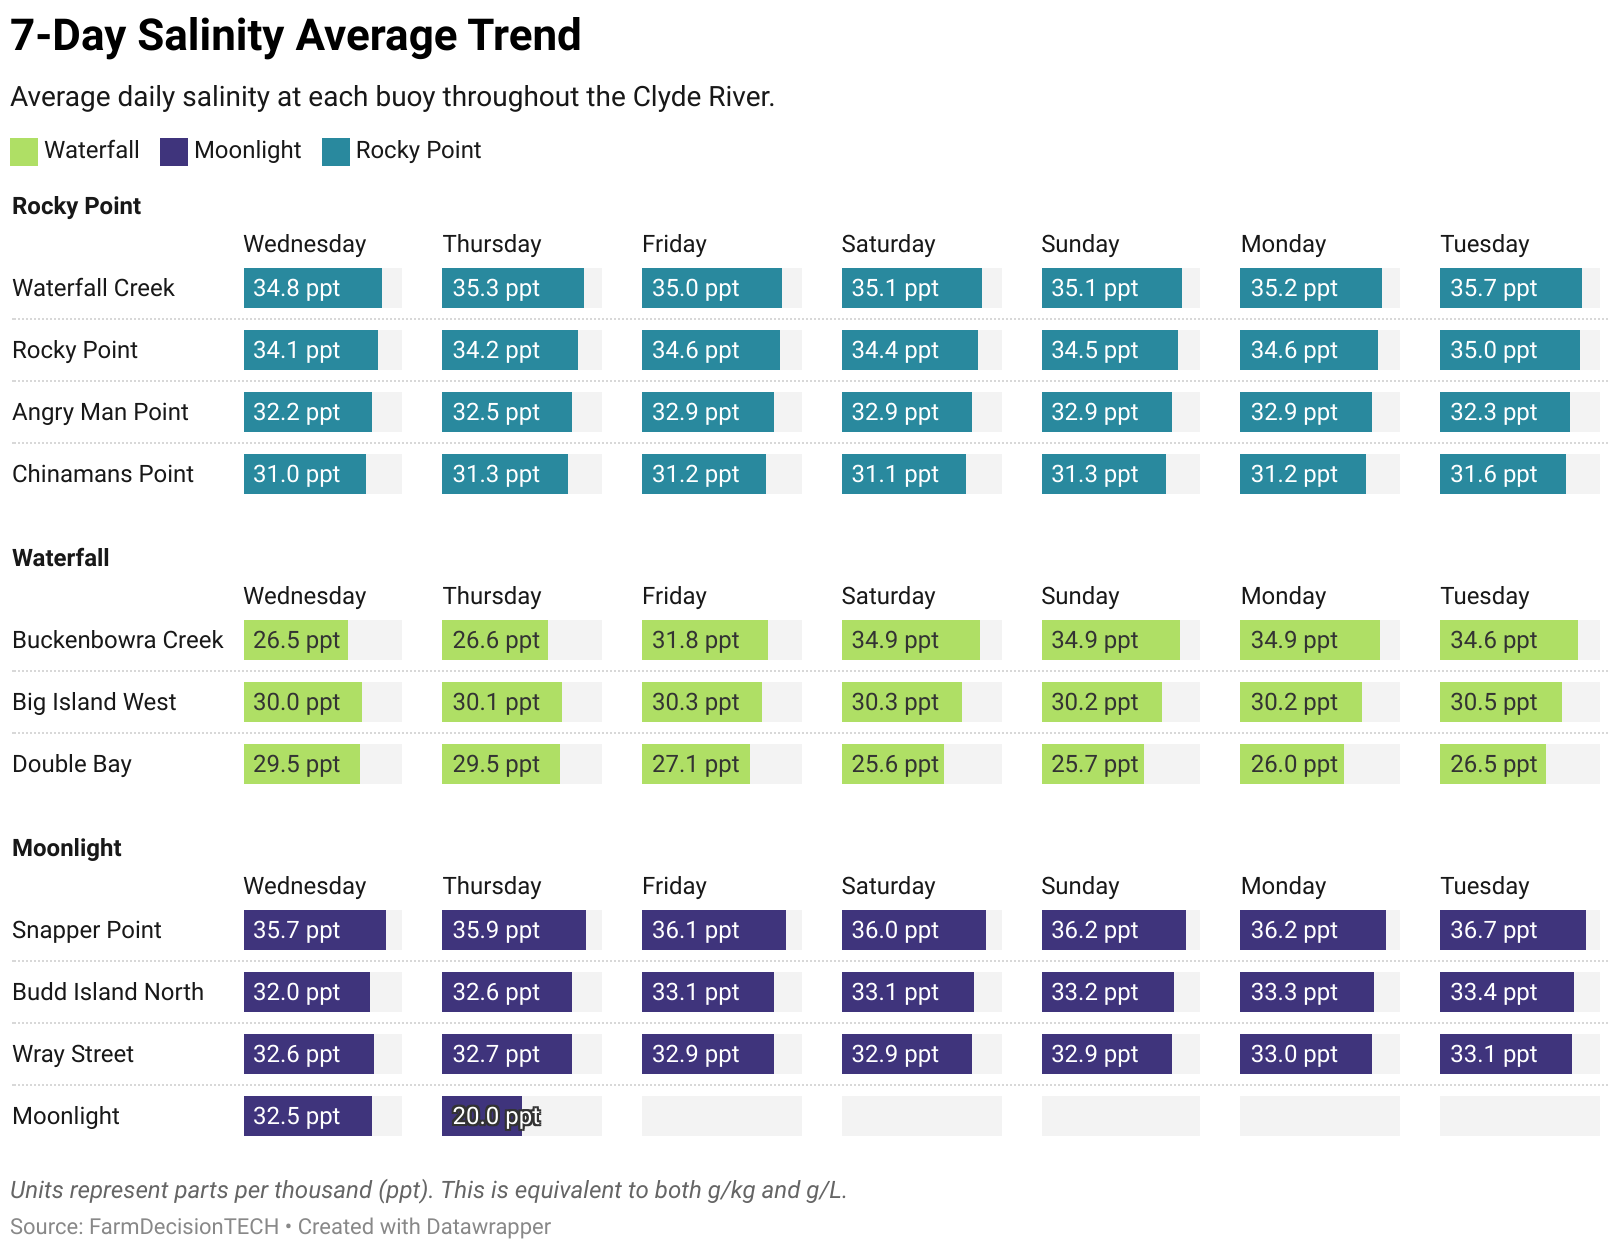 7-Day Salinity Average Trend
Average daily salinity at each buoy throughout the Clyde River.
Waterfall Moonlight Rocky Point
Rocky Point
Wednesday Thursday Friday Saturday Sunday Monday Tuesday
Waterfall Creek 34.8 ppt 35.3 ppt 35.0 ppt 35.1 ppt 35.1 ppt 35.2 ppt 35.7 ppt
Rocky Point 34.1 ppt 34.2 ppt 34.6 ppt 34.4 ppt 34.5 ppt 34.6 ppt 35.0 ppt
Angry Man Point 32.2 ppt 32.5 ppt 32.9 ppt 32.9 ppt 32.9 ppt 32.9 ppt 32.3 ppt
Chinamans Point 31.0 ppt 31.3 ppt 31.2 ppt 31.1 ppt 31.3 ppt 31.2 ppt 31.6 ppt
Waterfall
Wednesday Thursday Friday Saturday Sunday Monday Tuesday
Buckenbowra Creek 26.5 ppt 26.6 ppt 31.8 ppt 34.9 ppt 34.9 ppt 34.9 ppt 34.6 ppt
Big Island West 30.0 ppt 30.1 ppt 30.3 ppt 30.3 ppt 30.2 ppt 30.2 ppt 30.5 ppt
Double Bay 29.5 ppt 29.5 ppt 27.1 ppt 25.6 ppt 25.7 ppt 26.0 ppt 26.5 ppt
Moonlight
Wednesday Thursday Friday Saturday Sunday Monday Tuesday
Snapper Point 35.7 ppt 35.9 ppt 36.1 ppt 36.0 ppt 36.2 ppt 36.2 ppt 36.7 ppt
Budd Island North 32.0 ppt 32.6 ppt 33.1 ppt 33.1 ppt 33.2 ppt 33.3 ppt 33.4 ppt
Wray Street 32.6 ppt 32.7 ppt 32.9 ppt 32.9 ppt 32.9 ppt 33.0 ppt 33.1 ppt
Moonlight 32.5 ppt 20.0 ppt
Units represent parts per thousand (ppt). This is equivalent to both g/kg and g/L.
Source: FarmDecisionTECH • Created with Datawrapper